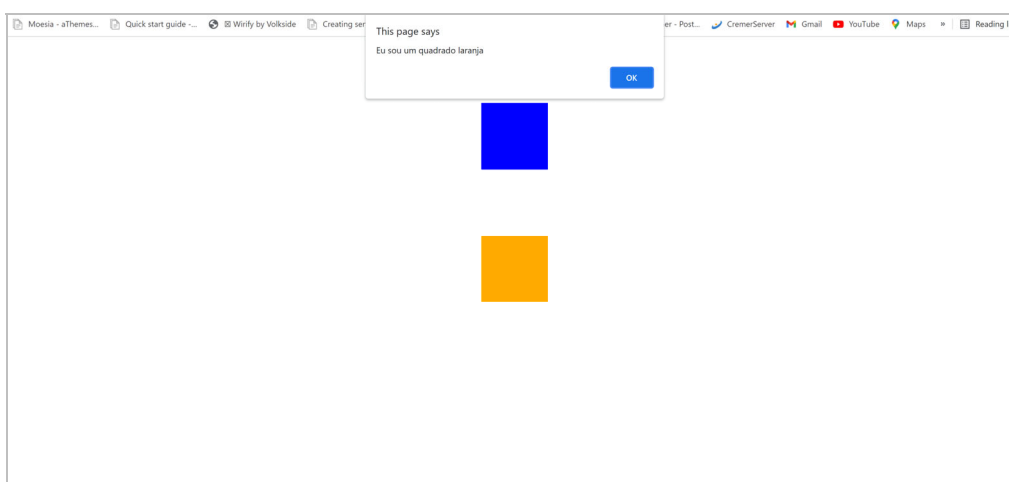 Moesia - aThemes... Quick start guide -... Wirify by Volkside Creating ser er - Post... CremerServer Gmail YouTube Maps » Reading l
This page says
Eu sou um quadrado laranja
OK